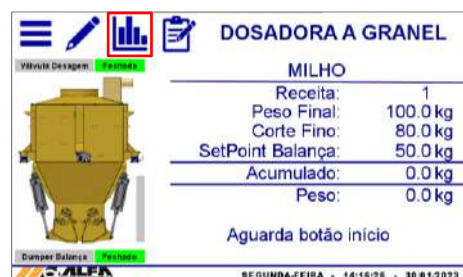 DOSADORA A GRANEL
Válvula Dosagem Fechada
MILHO
Receita: 1
Peso Final: 100.0 kg
Corte Fino: 80.0 kg
SetPoint Balança: 50.0 kg
Acumulado: 0.0 kg
Peso: 0.0 kg
Aguarda botão início
Dumper Balança Fechado
ALFA
SEGUNDA-FEIRA - 14:16:26 - 30/01/2023